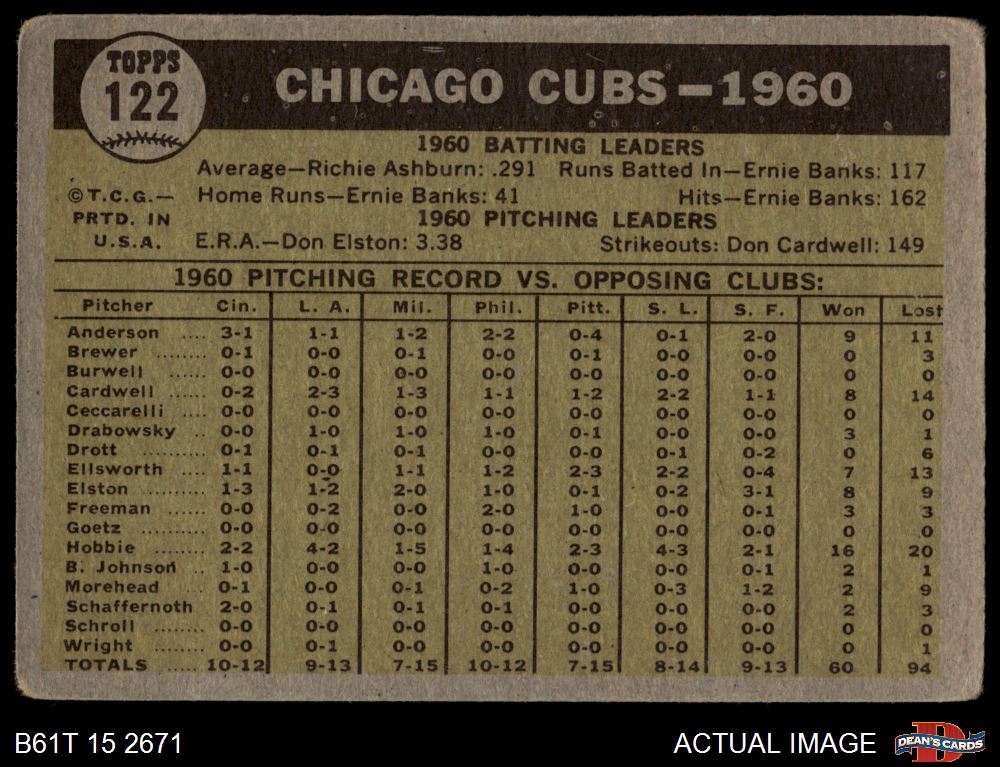 TOPPS
122
CHICAGO CUBS—1960
1960 BATTING LEADERS
Average—Richie Ashburn: .291 Runs Batted In—Ernie Banks: 117
©T.C.G.— Home Runs—Ernie Banks: 41 Hits—Ernie Banks: 162
PRTD. IN 1960 PITCHING LEADERS
U.S.A. E.R.A.—Don Elston: 3.38 Strikeouts: Don Cardwell: 149
1960 PITCHING RECORD VS. OPPOSING CLUBS:
Pitcher Cin. L. A. Mil. Phil. Pitt. S. L. S. F. Won Lost
Anderson .... 3-1 1-1 1-2 2-2 0-4 0-1 2-0 9 11
Brewer ...... 0-1 0-0 0-1 0-0 0-1 0-0 0-0 0 3
Burwell ...... 0-0 0-0 0-0 0-0 0-0 0-0 0-0 0 0
Cardwell ...... 0-2 2-3 1-3 1-1 1-2 2-2 1-1 8 14
Ceccarelli .... 0-0 0-0 0-0 0-0 0-0 0-0 0-0 0 0
Drabowsky .. 0-0 1-0 1-0 1-0 0-1 0-0 0-0 3 1
Drott .......... 0-1 0-1 0-1 0-0 0-0 0-1 0-2 0 6
Ellsworth .... 1-1 0-0 1-1 1-2 2-3 2-2 0-4 7 13
Elston .......... 1-3 1-2 2-0 1-0 0-1 0-2 3-1 8 9
Freeman ...... 0-0 0-2 0-0 2-0 1-0 0-0 0-1 3 3
Goetz .......... 0-0 0-0 0-0 0-0 0-0 0-0 0-0 0 0
Hobbie ........ 2-2 4-2 1-5 1-4 2-3 4-3 2-1 16 20
B. Johnson .. 1-0 0-0 0-0 1-0 0-0 0-0 0-1 2 1
Morehead .... 0-1 0-0 0-1 0-2 1-0 0-3 1-2 2 9
Schaffernoth 2-0 0-1 0-1 0-1 0-0 0-0 0-0 2 3
Schroll ........ 0-0 0-0 0-0 0-0 0-0 0-0 0-0 0 0
Wright ........ 0-0 0-1 0-0 0-0 0-0 0-0 0-0 0 1
TOTALS ..... 10-12 9-13 7-15 10-12 7-15 8-14 9-13 60 94
B61T 15 2671 ACTUAL IMAGE DEAN'S CARDS